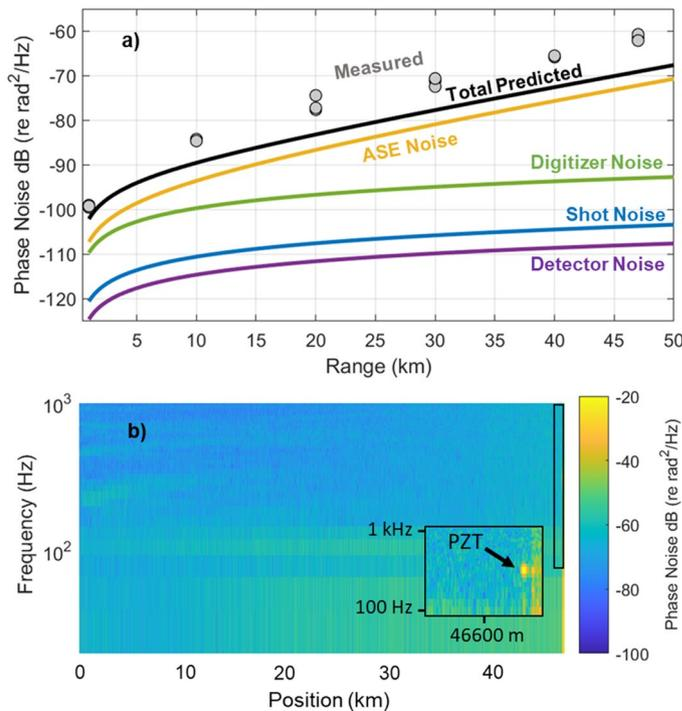 a)
Phase Noise dB (re rad²/Hz)
-60
-70
-80
-90
-100
-110
-120
Measured
Total Predicted
ASE Noise
Digitizer Noise
Shot Noise
Detector Noise
5 10 15 20 25 30 35 40 45 50
Range (km)
b)
Frequency (Hz)
10³
10²
1 kHz
PZT
100 Hz
46600 m
0 10 20 30 40
Position (km)
-20
-40
-60
-80
-100
Phase Noise dB (re rad²/Hz)